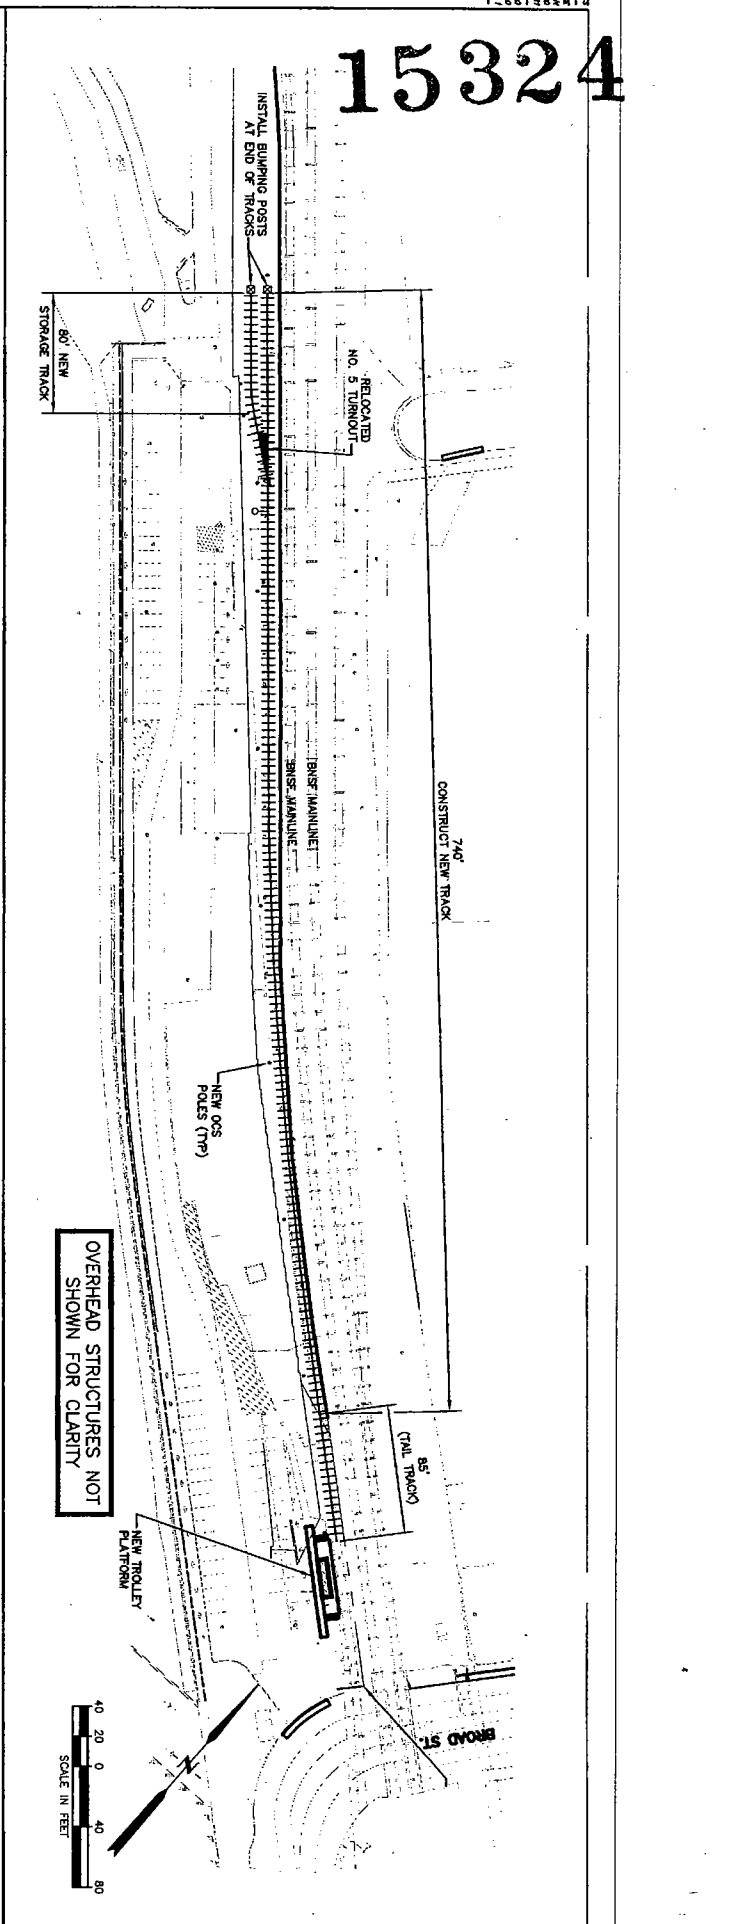 15324
INSTALL BUMPING POSTS
AT END OF TRACKS
80' NEW
STORAGE TRACK
RELOCATED
NO. 5 TURNOUT
BNSF MAINLINE
BNSF MAINLINE
740'
CONSTRUCT NEW TRACK
NEW OCS
POLES (TYP)
OVERHEAD STRUCTURES NOT
SHOWN FOR CLARITY
85'
(TAIL TRACK)
NEW TROLLEY
PLATFORM
BROAD ST.
N
40 20 0 40 80
SCALE IN FEET